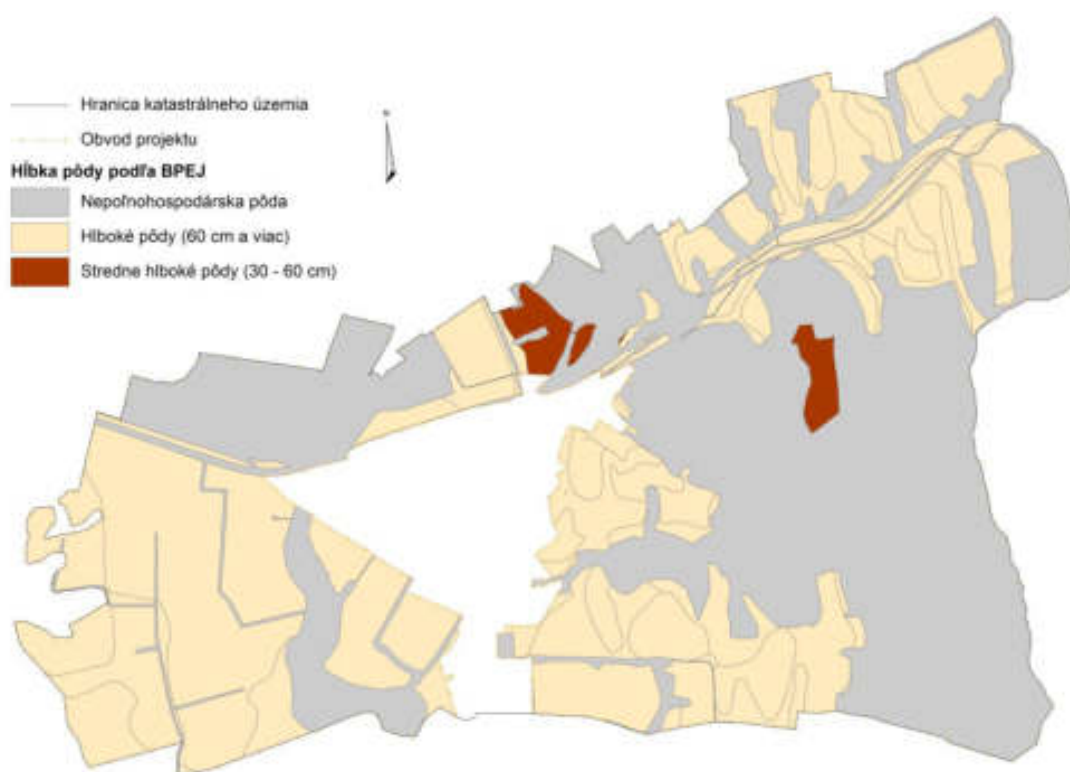 Hranica katastrálneho územia
Obvod projektu
Hĺbka pôdy podľa BPEJ
Nepoľnohospodárska pôda
Hlboké pôdy (60 cm a viac)
Stredne hlboké pôdy (30 - 60 cm)